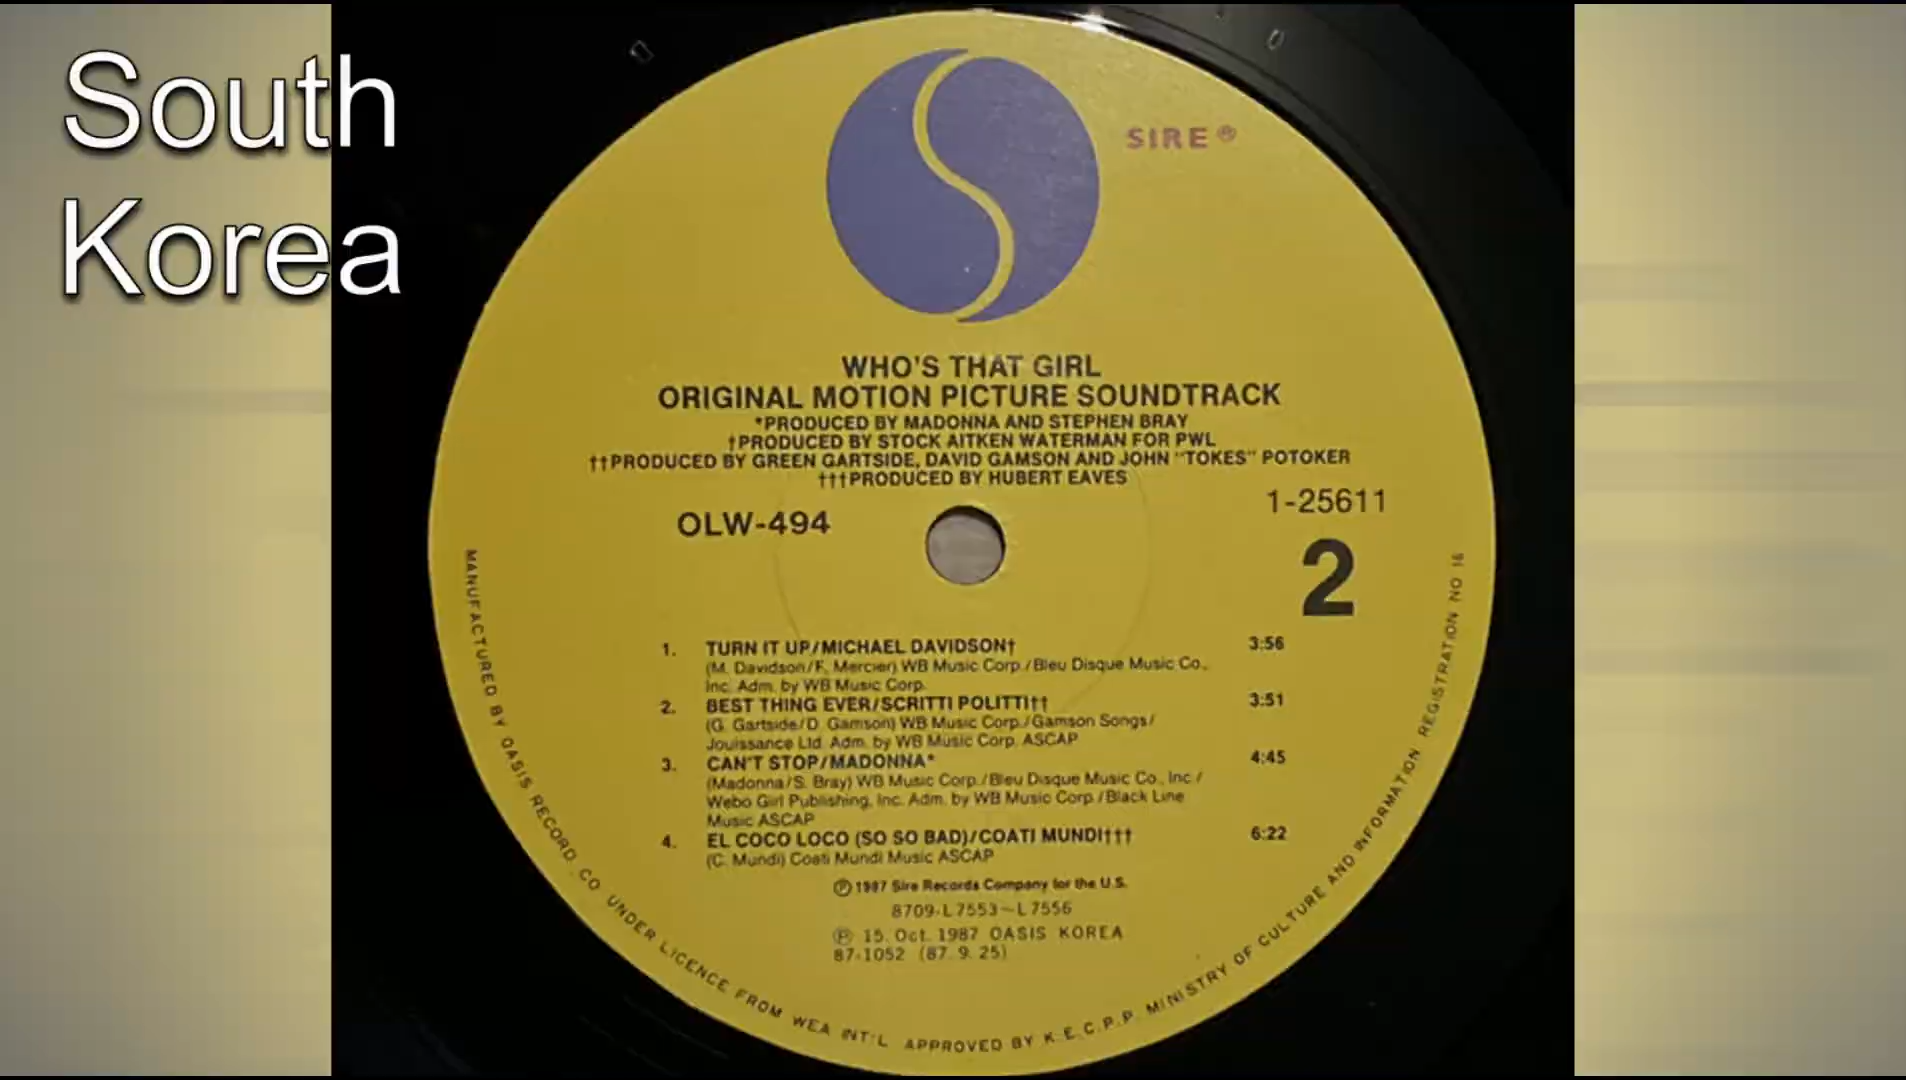 South
Korea
SIRE®
WHO'S THAT GIRL
ORIGINAL MOTION PICTURE SOUNDTRACK
*PRODUCED BY MADONNA AND STEPHEN BRAY
†PRODUCED BY STOCK AITKEN WATERMAN FOR PWL
††PRODUCED BY GREEN GARTSIDE, DAVID GAMSON AND JOHN "TOKES" POTOKER
†††PRODUCED BY HUBERT EAVES
1-25611
OLW-494
2
1. TURN IT UP/MICHAEL DAVIDSON† 3:56
(M. Davidson/F. Mercier) WB Music Corp./Bleu Disque Music Co.,
Inc. Adm. by WB Music Corp.
2. BEST THING EVER/SCRITTI POLITTI†† 3:51
(G. Gartside/D. Gamson) WB Music Corp./Gamson Songs/
Jouissance Ltd. Adm. by WB Music Corp. ASCAP
3. CAN'T STOP/MADONNA* 4:45
(Madonna/S. Bray) WB Music Corp./Bleu Disque Music Co., Inc./
Webo Girl Publishing, Inc. Adm. by WB Music Corp./Black Line
Music ASCAP
4. EL COCO LOCO (SO SO BAD)/COATI MUNDI††† 6:22
(C. Mundi) Coati Mundi Music ASCAP
℗ 1987 Sire Records Company for the U.S.
8709-L7553~L7556
℗ 15. Oct. 1987 OASIS KOREA
87-1052 (87. 9. 25)
MANUFACTURED BY OASIS RECORD. CO. UNDER LICENCE FROM WEA INT'L. APPROVED BY K.E.C.P.P. MINISTRY OF CULTURE AND INFORMATION REGISTRATION NO 16